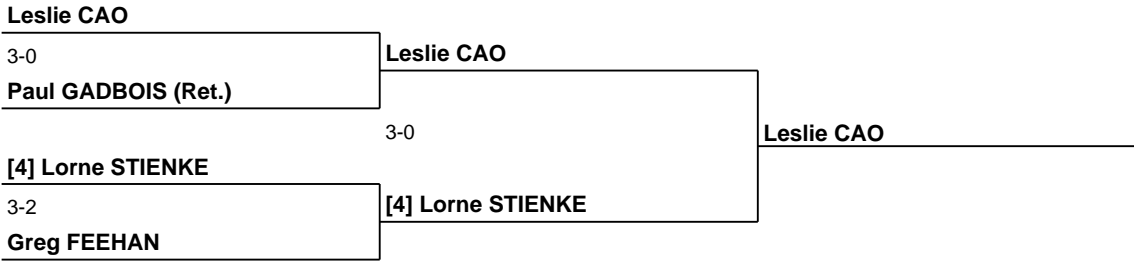 Leslie CAO
3-0
Leslie CAO
Paul GADBOIS (Ret.)
3-0
Leslie CAO
[4] Lorne STIENKE
3-2
[4] Lorne STIENKE
Greg FEEHAN